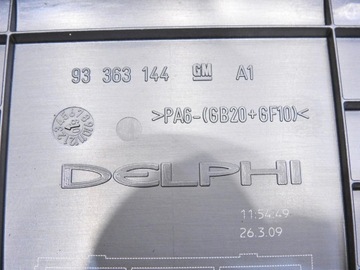 93 363 144 GM A1
>PA6-(GB20+GF10)<
DELPHI
11:54:49
26.3.09